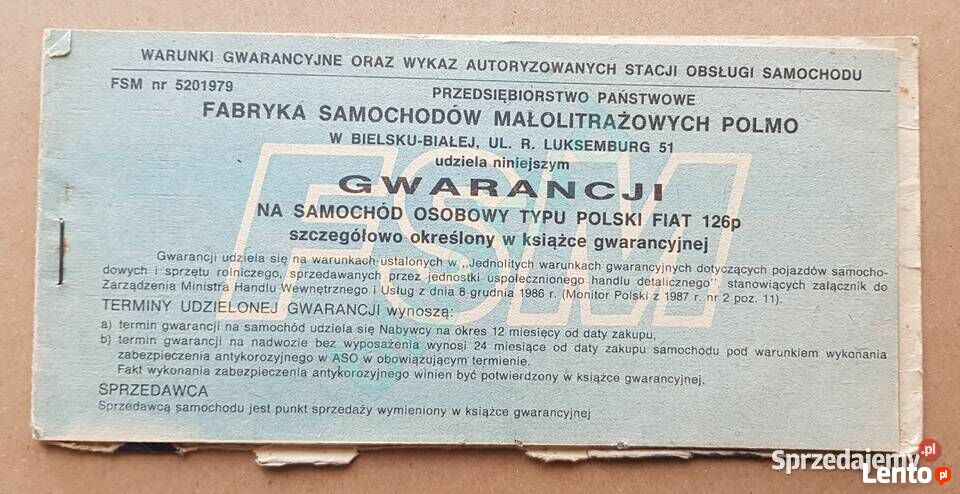 WARUNKI GWARANCYJNE ORAZ WYKAZ AUTORYZOWANYCH STACJI OBSŁUGI SAMOCHODU
FSM nr 5201979
PRZEDSIĘBIORSTWO PAŃSTWOWE
FABRYKA SAMOCHODÓW MAŁOLITRAŻOWYCH POLMO
W BIELSKU-BIAŁEJ, UL. R. LUKSEMBURG 51
udziela niniejszym
GWARANCJI
NA SAMOCHÓD OSOBOWY TYPU POLSKI FIAT 126p
szczegółowo określony w książce gwarancyjnej
FSM
Gwarancji udziela się na warunkach ustalonych w „Jednolitych warunkach gwarancyjnych dotyczących pojazdów samocho-
dowych i sprzętu rolniczego, sprzedawanych przez jednostki uspołecznionego handlu detalicznego" stanowiących załącznik do
Zarządzenia Ministra Handlu Wewnętrznego i Usług z dnia 8 grudnia 1986 r. (Monitor Polski z 1987 r. nr 2 poz. 11).
TERMINY UDZIELONEJ GWARANCJI wynoszą:
a) termin gwarancji na samochód udziela się Nabywcy na okres 12 miesięcy od daty zakupu,
b) termin gwarancji na nadwozie bez wyposażenia wynosi 24 miesiące od daty zakupu samochodu pod warunkiem wykonania
zabezpieczenia antykorozyjnego w ASO w obowiązującym termienie.
Fakt wykonania zabezpieczenia antykorozyjnego winien być potwierdzony w książce gwarancyjnej.
SPRZEDAWCA
Sprzedawcą samochodu jest punkt sprzedaży wymieniony w książce gwarancyjnej
Sprzedajemy.pl
Lento.pl